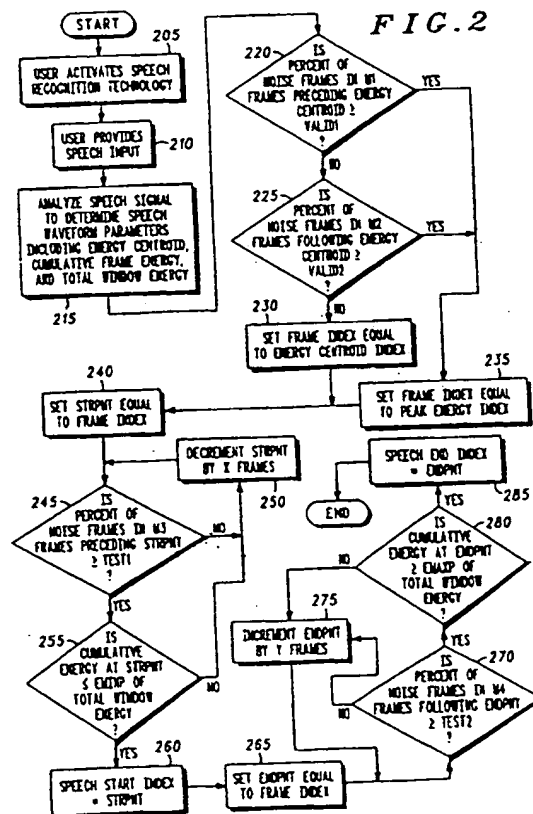 FIG.2
START
205
USER ACTIVATES SPEECH
RECOGNITION TECHNOLOGY
USER PROVIDES
SPEECH INPUT
210
ANALYZE SPEECH SIGNAL
TO DETERMINE SPEECH
WAVEFORM PARAMETERS
INCLUDING ENERGY CENTROID,
CUMULATIVE FRAME ENERGY,
AND TOTAL WINDOW ENERGY
215
220
IS
PERCENT OF
NOISE FRAMES IN M1
FRAMES PRECEDING ENERGY
CENTROID ≥
VALID1
?
YES
NO
225
IS
PERCENT OF
NOISE FRAMES IN M2
FRAMES FOLLOWING ENERGY
CENTROID ≥
VALID2
?
YES
NO
230
SET FRAME INDEX EQUAL
TO ENERGY CENTROID INDEX
235
SET FRAME INDEX EQUAL
TO PEAK ENERGY INDEX
240
SET STRPNT EQUAL
TO FRAME INDEX
DECREMENT STRPNT
BY X FRAMES
250
245
IS
PERCENT OF
NOISE FRAMES IN M3
FRAMES PRECEDING STRPNT
≥ TEST1
?
NO
YES
255
IS
CUMULATIVE
ENERGY AT STRPNT
≤ EMINP OF
TOTAL WINDOW
ENERGY
?
NO
YES
260
SPEECH START INDEX
= STRPNT
265
SET ENDPNT EQUAL
TO FRAME INDEX
270
IS
PERCENT OF
NOISE FRAMES IN M4
FRAMES FOLLOWING ENDPNT
≥ TEST2
?
NO
YES
275
INCREMENT ENDPNT
BY Y FRAMES
280
IS
CUMULATIVE
ENERGY AT ENDPNT
≥ EMAXP OF
TOTAL WINDOW
ENERGY
?
NO
YES
SPEECH END INDEX
= ENDPNT
285
END